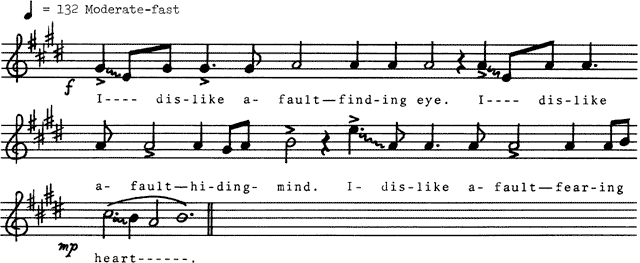 = 132 Moderate-fast
f
I---- dis-like a- fault—find-ing eye. I---- dis-like
a- fault—hi-ding- mind. I- dis-like a-fault—fear-ing
mp
heart------.